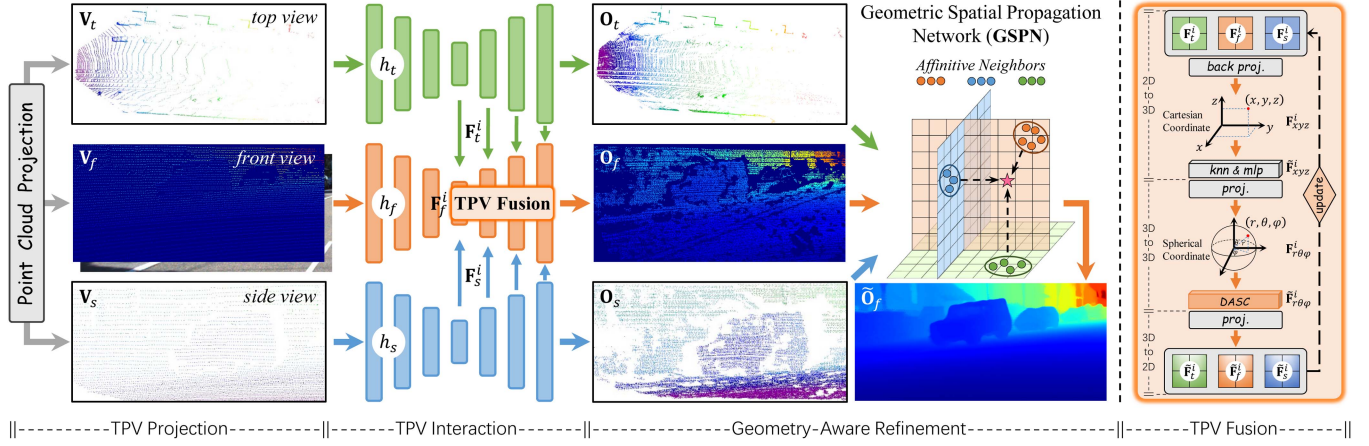 Point Cloud Projection
V_t
top view
V_f
front view
V_s
side view
h_t
h_f
h_s
F_t^i
F_f^i
TPV Fusion
F_s^i
O_t
O_f
O_s
Geometric Spatial Propagation
Network (GSPN)
Affinitive Neighbors
Õ_f
F_t^i F_f^i F_s^i
back proj.
2D to 3D
z (x, y, z)
Cartesian
Coordinate
y
x
F_xyz^i
knn & mlp
F̃_xyz^i
proj.
update
3D to 3D
(r, θ, φ)
Spherical
Coordinate
F_rθφ^i
DASC
F̃_rθφ^i
proj.
3D to 2D
F̃_t^i F̃_f^i F̃_s^i
TPV Projection
TPV Interaction
Geometry-Aware Refinement
TPV Fusion